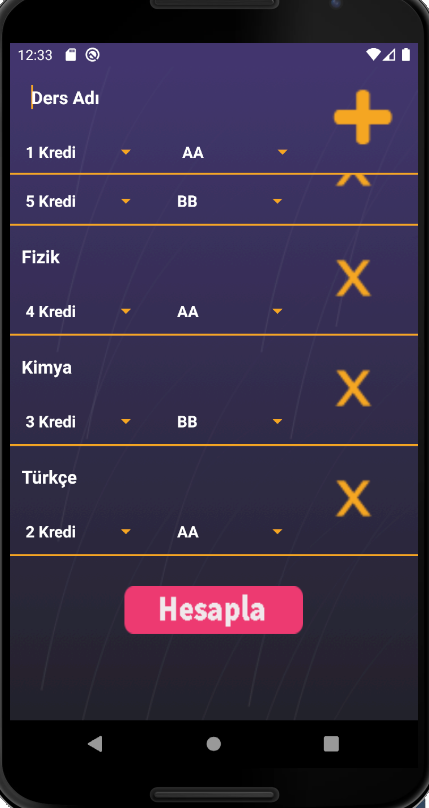 12:33
Ders Adı
1 Kredi AA
5 Kredi BB
Fizik
4 Kredi AA
Kimya
3 Kredi BB
Türkçe
2 Kredi AA
Hesapla